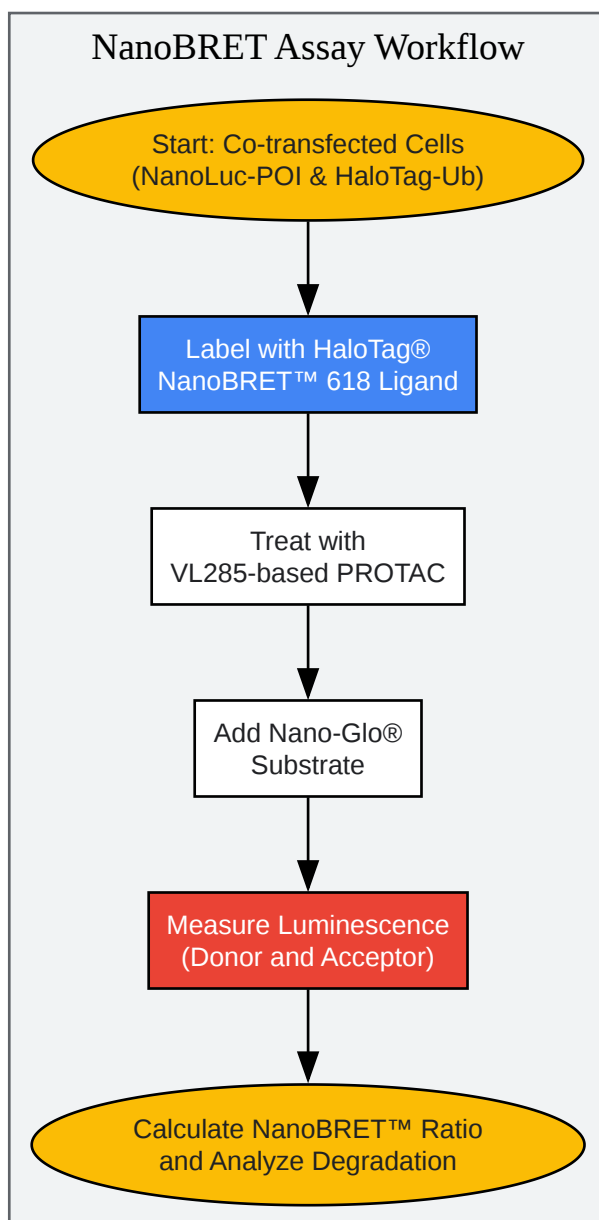 NanoBRET Assay Workflow
Start: Co-transfected Cells
(NanoLuc-POI & HaloTag-Ub)
Label with HaloTag®
NanoBRET™ 618 Ligand
Treat with
VL285-based PROTAC
Add Nano-Glo®
Substrate
Measure Luminescence
(Donor and Acceptor)
Calculate NanoBRET™ Ratio
and Analyze Degradation